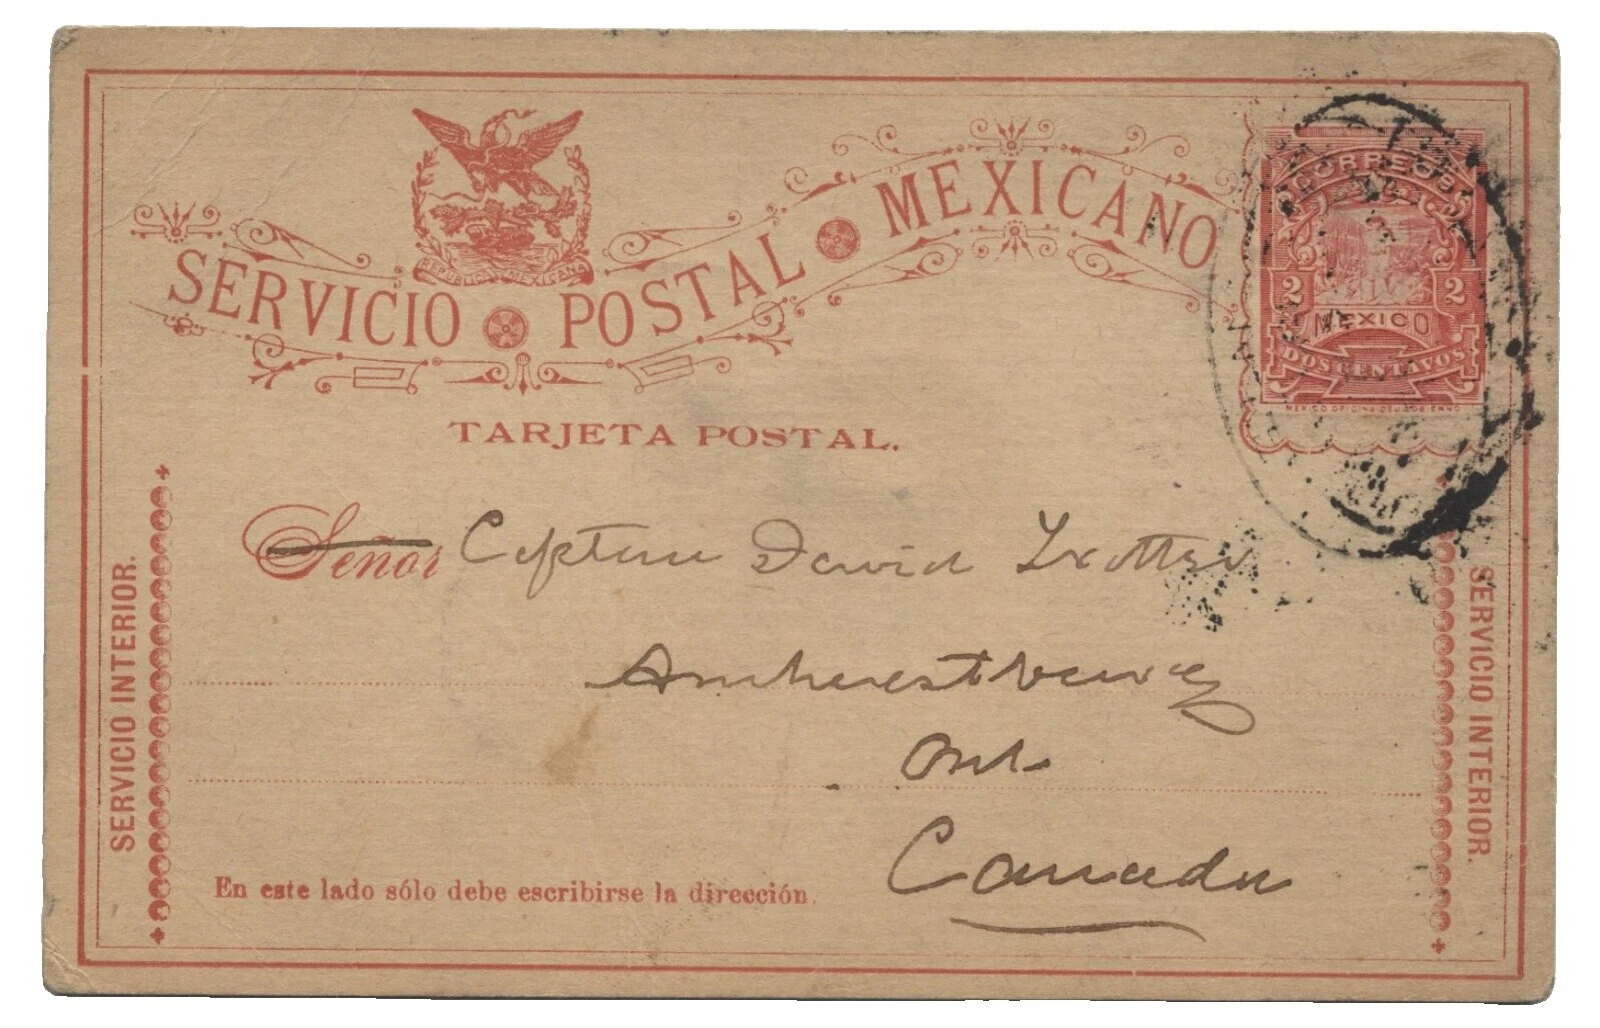 REPUBLICA MEXICANA
SERVICIO POSTAL MEXICANO
CORREOS
2 2
MEXICO
DOS CENTAVOS
TARJETA POSTAL.
Señor Captain David Trotter
Amherstburg
Ont
Canada
SERVICIO INTERIOR.
SERVICIO INTERIOR.
En este lado sólo debe escribirse la dirección.